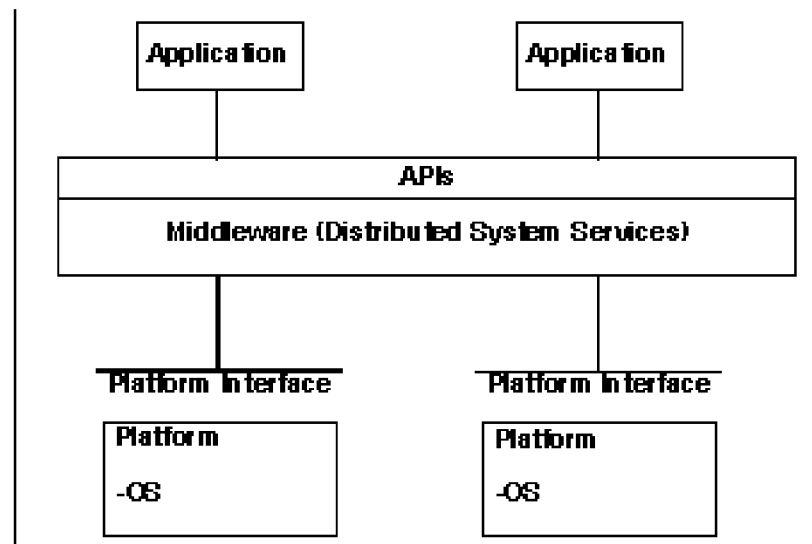 Application
Application
APIs
Middleware (Distributed System Services)
Platform Interface
Platform Interface
Platform
-OS
Platform
-OS